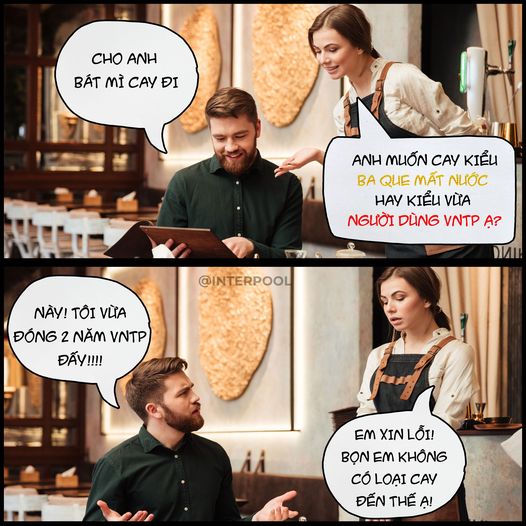 CHO ANH
BÁT MÌ CAY ĐI
ANH MUỐN CAY KIỂU
BA QUE MẤT NƯỚC
HAY KIỂU VỪA
NGƯỜI DÙNG VNTP Ạ?
@INTERPOOL
NÀY! TÔI VỪA
ĐÓNG 2 NĂM VNTP
ĐẤY!!!!
EM XIN LỖI!
BỌN EM KHÔNG
CÓ LOẠI CAY
ĐẾN THẾ Ạ!